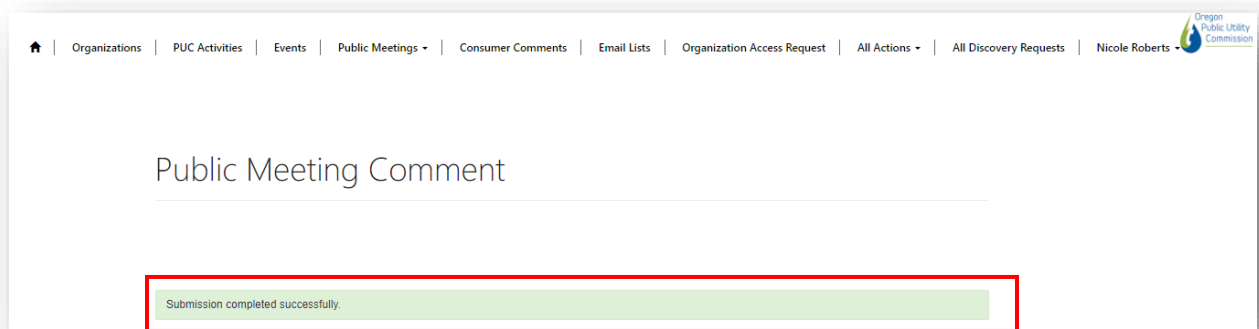 Organizations | PUC Activities | Events | Public Meetings | Consumer Comments | Email Lists | Organization Access Request | All Actions | All Discovery Requests | Nicole Roberts
Oregon
Public Utility
Commission
Public Meeting Comment
Submission completed successfully.